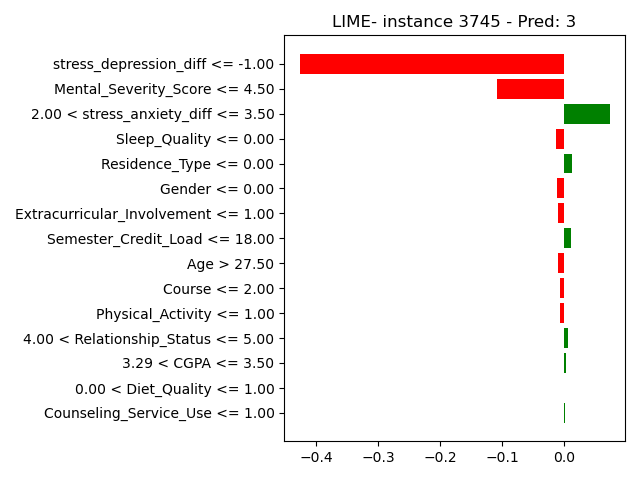 LIME- instance 3745 - Pred: 3
stress_depression_diff <= -1.00
Mental_Severity_Score <= 4.50
2.00 < stress_anxiety_diff <= 3.50
Sleep_Quality <= 0.00
Residence_Type <= 0.00
Gender <= 0.00
Extracurricular_Involvement <= 1.00
Semester_Credit_Load <= 18.00
Age > 27.50
Course <= 2.00
Physical_Activity <= 1.00
4.00 < Relationship_Status <= 5.00
3.29 < CGPA <= 3.50
0.00 < Diet_Quality <= 1.00
Counseling_Service_Use <= 1.00
−0.4 −0.3 −0.2 −0.1 0.0